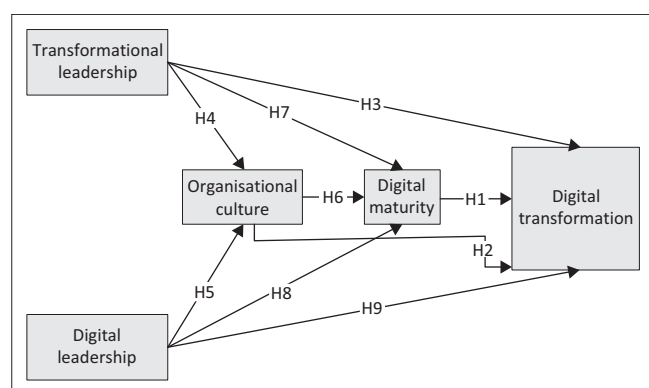 Transformational
leadership
H4
H7
H3
Organisational
culture
H6
Digital
maturity
H1
Digital
transformation
H2
H5
H8
H9
Digital
leadership